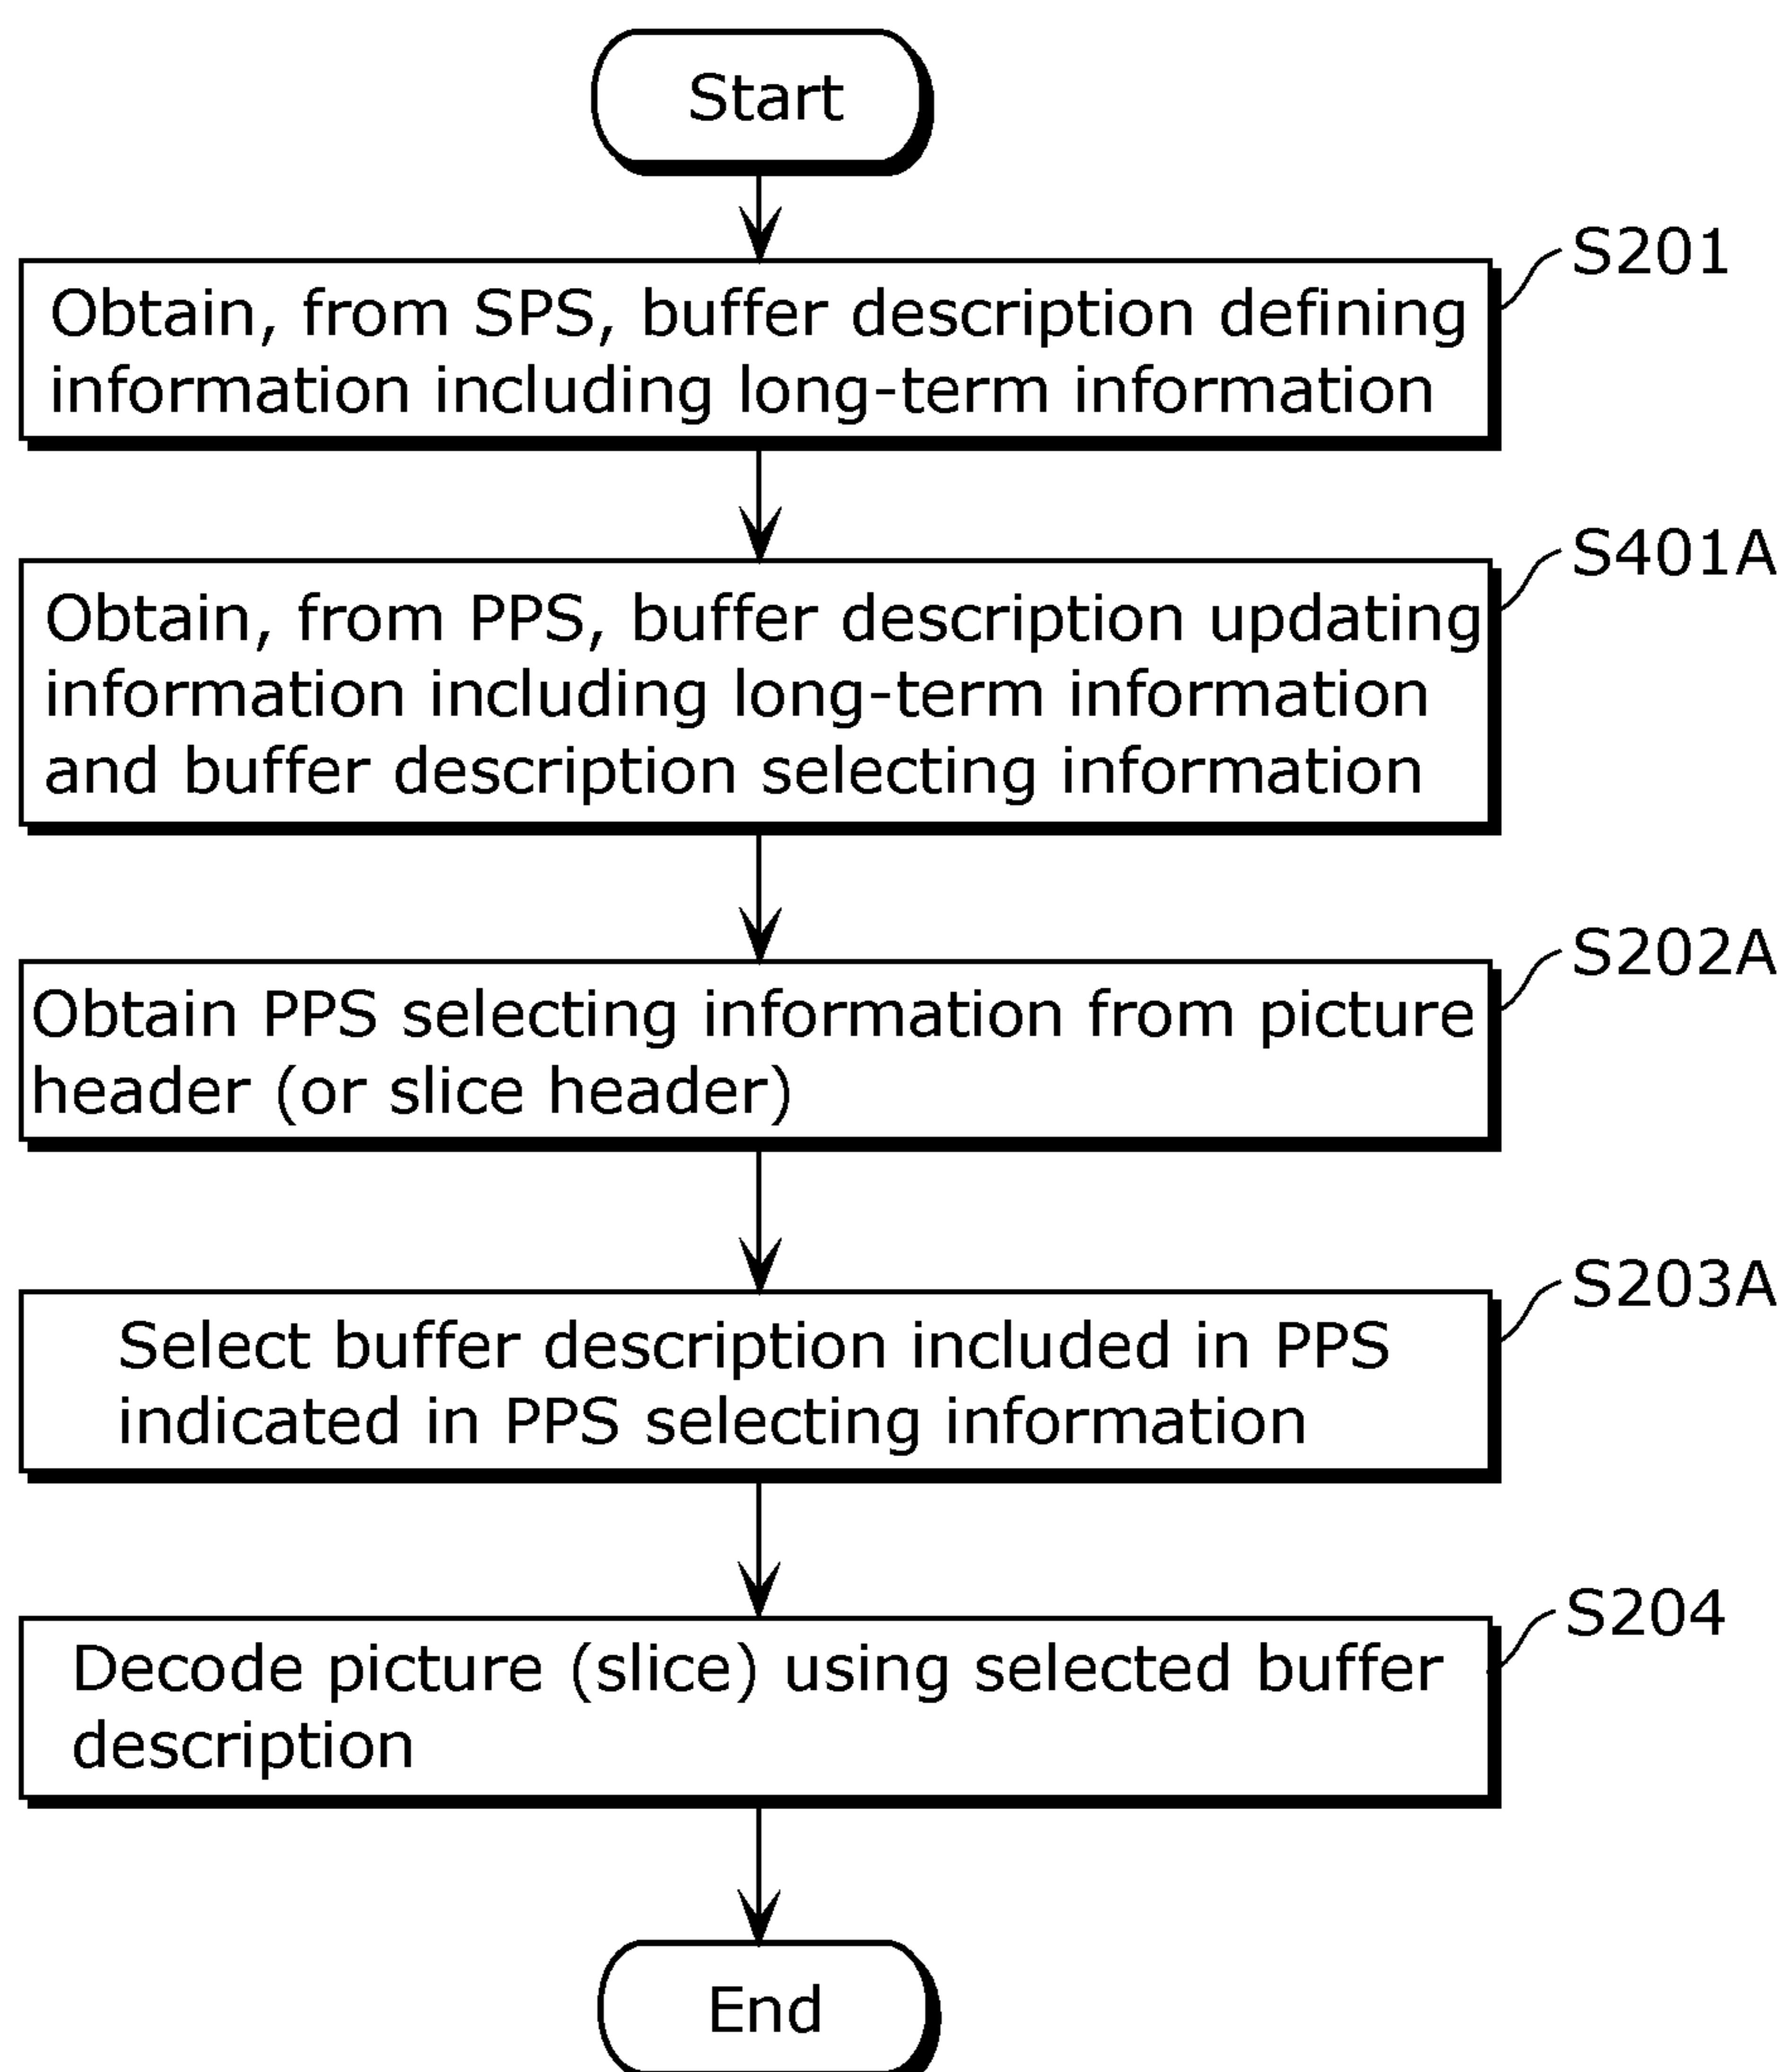 Start
S201
Obtain, from SPS, buffer description defining
information including long-term information
S401A
Obtain, from PPS, buffer description updating
information including long-term information
and buffer description selecting information
S202A
Obtain PPS selecting information from picture
header (or slice header)
S203A
Select buffer description included in PPS
indicated in PPS selecting information
S204
Decode picture (slice) using selected buffer
description
End